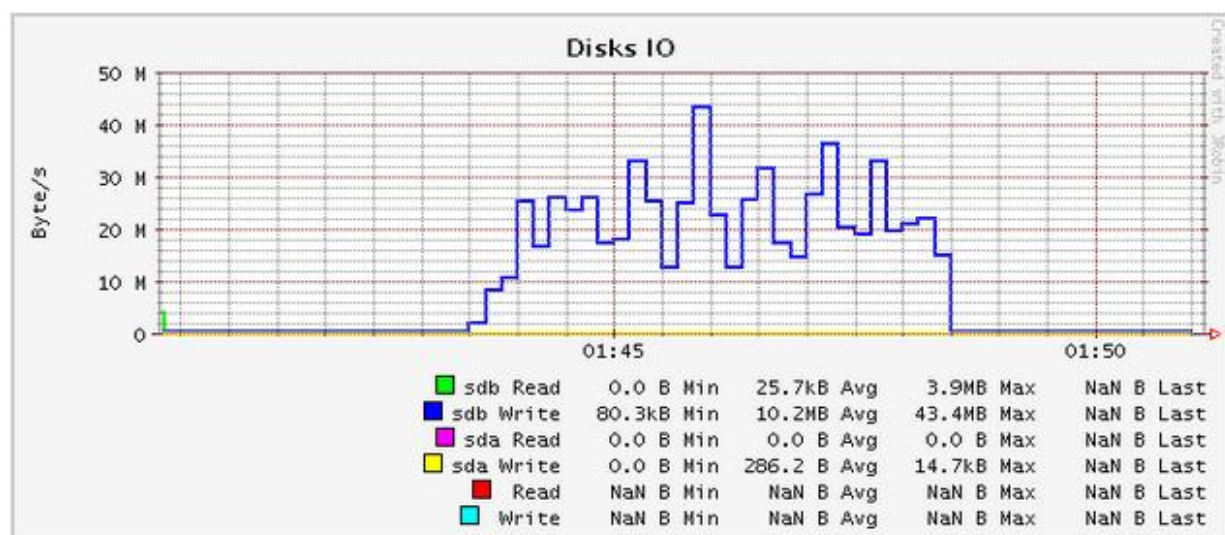 Disks IO
Created with JRobin
Byte/s
50 M
40 M
30 M
20 M
10 M
0
01:45 01:50
sdb Read 0.0 B Min 25.7kB Avg 3.9MB Max NaN B Last
sdb Write 80.3kB Min 10.2MB Avg 43.4MB Max NaN B Last
sda Read 0.0 B Min 0.0 B Avg 0.0 B Max NaN B Last
sda Write 0.0 B Min 286.2 B Avg 14.7kB Max NaN B Last
Read NaN B Min NaN B Avg NaN B Max NaN B Last
Write NaN B Min NaN B Avg NaN B Max NaN B Last